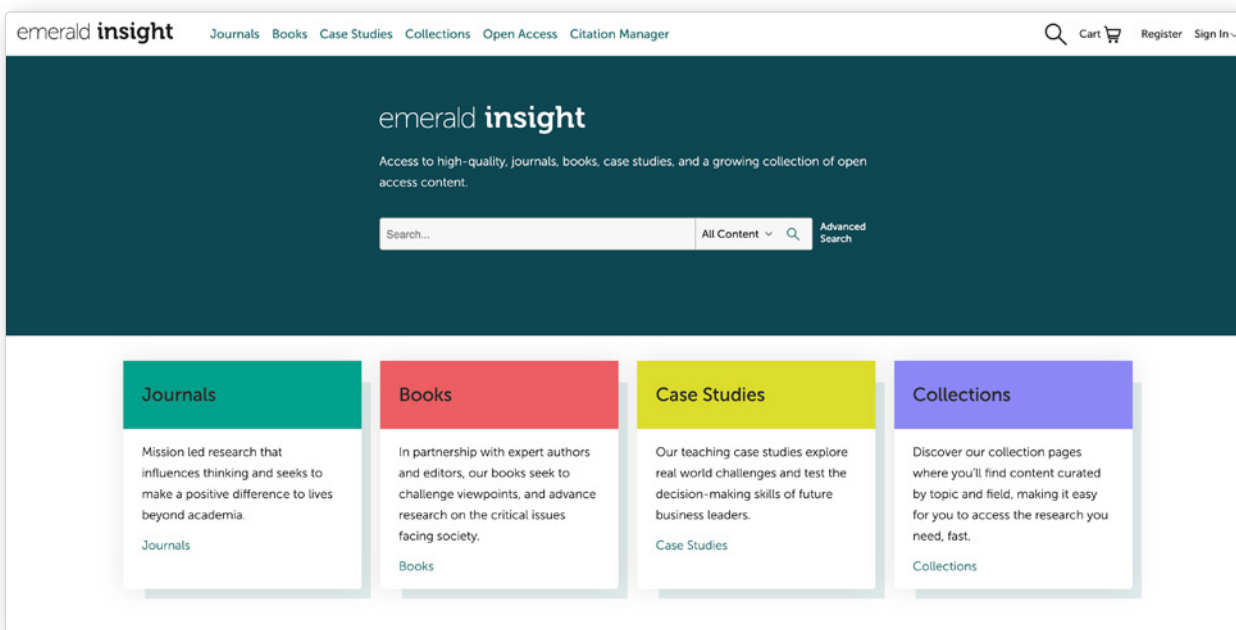 emerald insight Journals Books Case Studies Collections Open Access Citation Manager Cart Register Sign In
emerald insight
Access to high-quality, journals, books, case studies, and a growing collection of open
access content.
Search... All Content Advanced
Search
Journals
Mission led research that
influences thinking and seeks to
make a positive difference to lives
beyond academia.
Journals
Books
In partnership with expert authors
and editors, our books seek to
challenge viewpoints, and advance
research on the critical issues
facing society.
Books
Case Studies
Our teaching case studies explore
real world challenges and test the
decision-making skills of future
business leaders.
Case Studies
Collections
Discover our collection pages
where you'll find content curated
by topic and field, making it easy
for you to access the research you
need, fast.
Collections